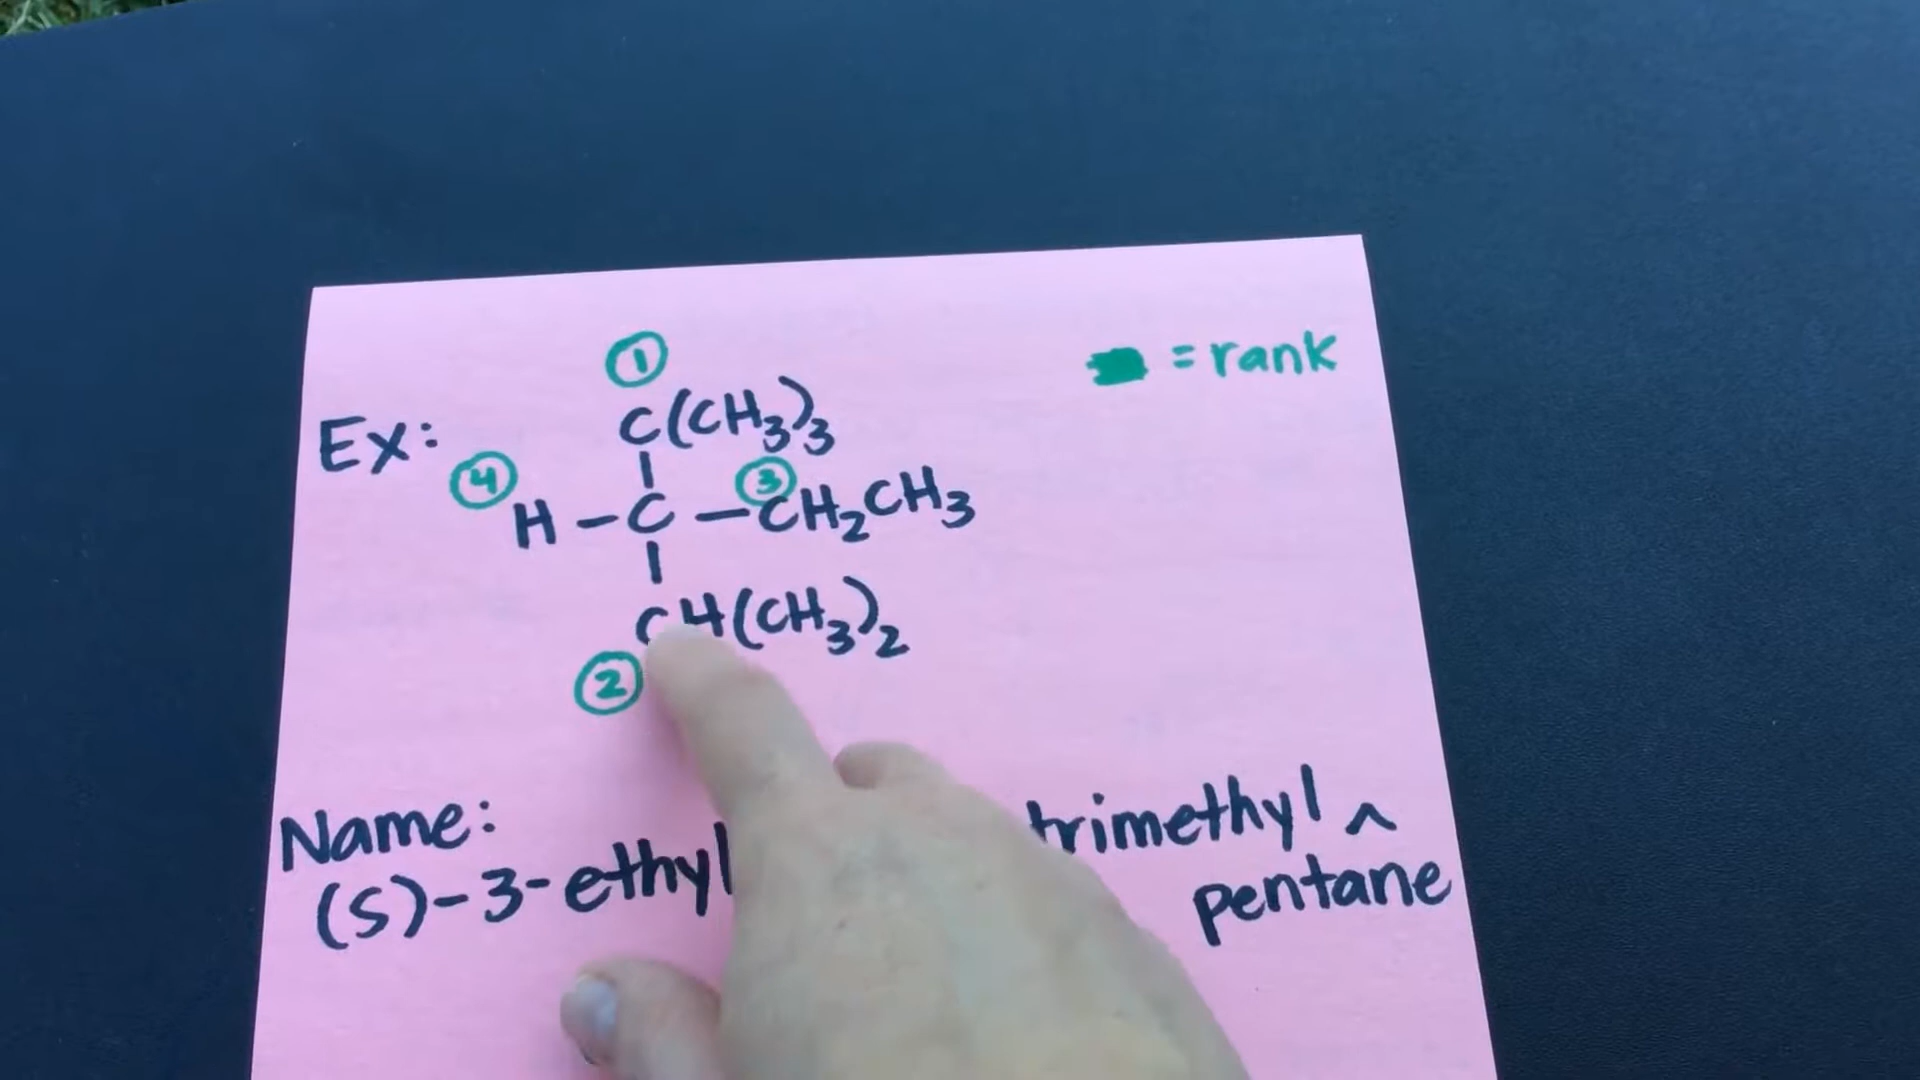 ① = rank
Ex: C(CH₃)₃
④ ③
H-C-CH₂CH₃
CH(CH₃)₂
②
Name: trimethyl ^
(S)-3-ethyl pentane